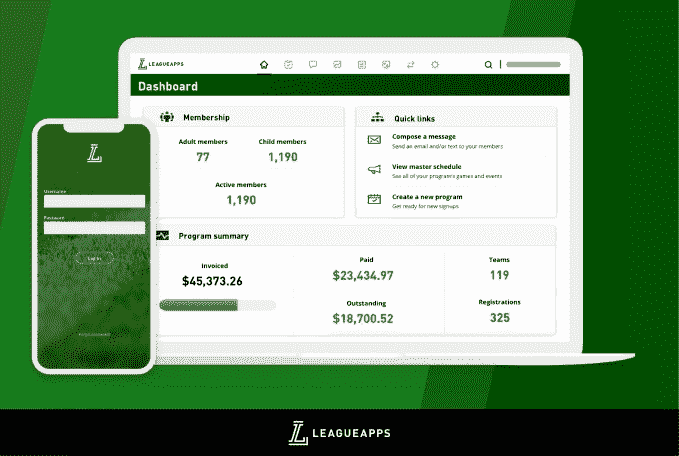 LEAGUEAPPS
Dashboard
Membership
Adult members
77
Child members
1,190
Active members
1,190
Quick links
Compose a message
Send an email and/or text to your members
View master schedule
See all of your program's games and events
Create a new program
Get ready for new signups
Program summary
Invoiced
$45,373.26
Paid
$23,434.97
Outstanding
$18,700.52
Teams
119
Registrations
325
L
Username
Password
Log In
L LEAGUEAPPS